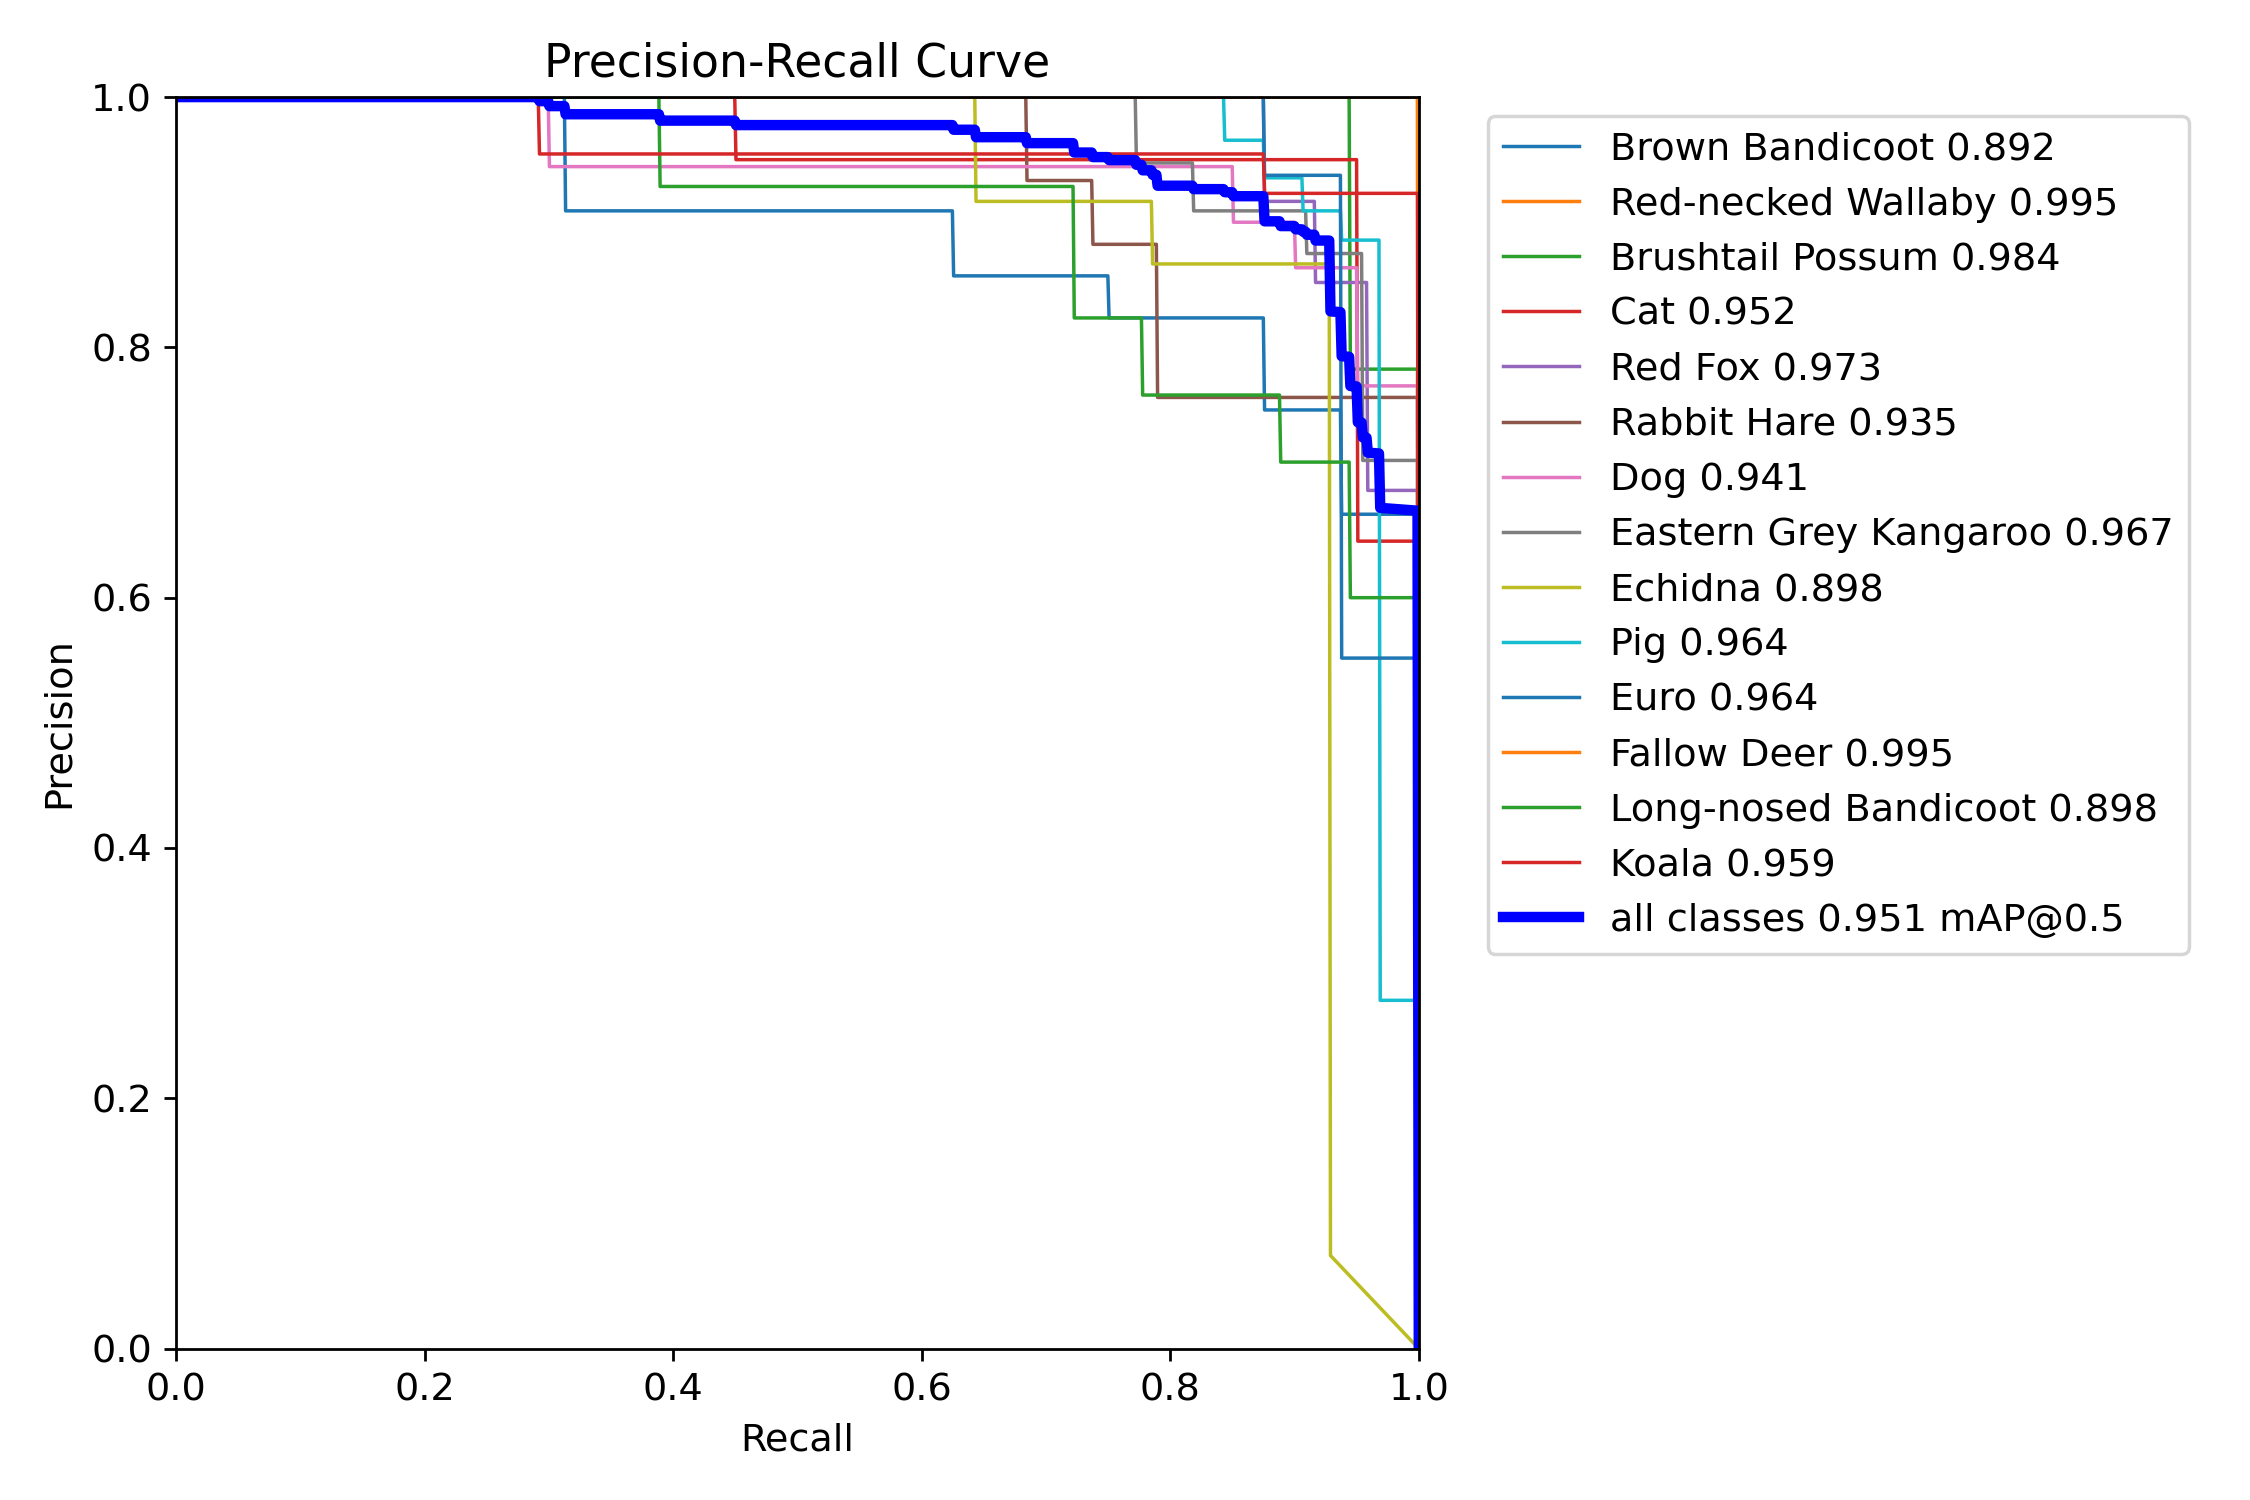 Precision-Recall Curve
1.0
0.8
0.6
0.4
0.2
0.0
Precision
0.0 0.2 0.4 0.6 0.8 1.0
Recall
Brown Bandicoot 0.892
Red-necked Wallaby 0.995
Brushtail Possum 0.984
Cat 0.952
Red Fox 0.973
Rabbit Hare 0.935
Dog 0.941
Eastern Grey Kangaroo 0.967
Echidna 0.898
Pig 0.964
Euro 0.964
Fallow Deer 0.995
Long-nosed Bandicoot 0.898
Koala 0.959
all classes 0.951 mAP@0.5